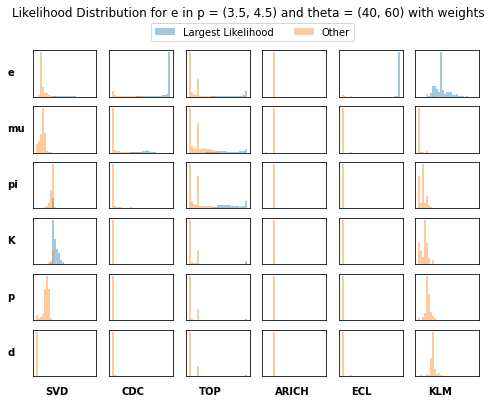 Likelihood Distribution for e in p = (3.5, 4.5) and theta = (40, 60) with weights
Largest Likelihood Other
e
mu
pi
K
p
d
SVD CDC TOP ARICH ECL KLM